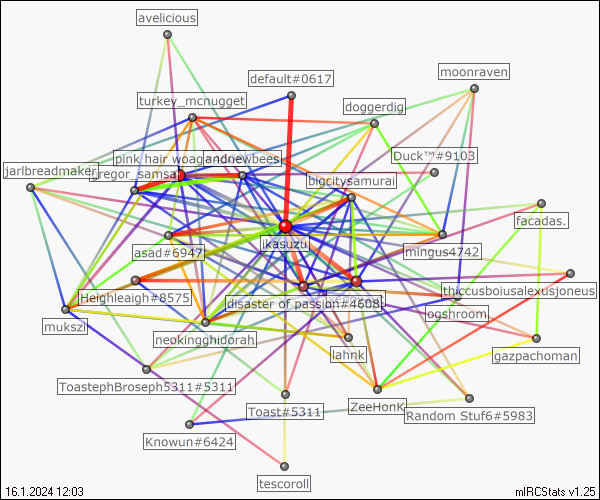 avelicious
default#0617
moonraven
turkey_mcnugget
doggerdig
Duck™#9103
pink hair woag
andnewbees
jarlbreadmaker
gregor_samsa
bigcitysamurai
facadas.
ikasuzu
asad#6947
mingus4742
Heighleaigh#8575
thiccusboiusalexusjoneus
disaster of passion#4608
ogshroom
mukszi
neokingghidorah
lahnk
gazpachoman
ToastephBroseph5311#5311
Toast#5311
ZeeHonK
Random Stuf6#5983
Knowun#6424
tescoroll
16.1.2024 12:03
mIRCStats v1.25